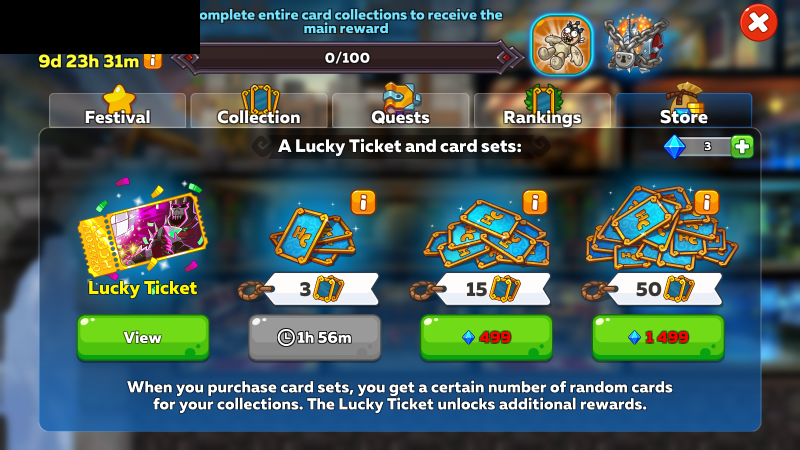 omplete entire card collections to receive the
main reward
9d 23h 31m i
0/100
Festival
Collection
Quests
Rankings
Store
A Lucky Ticket and card sets:
3 +
i
i
i
Lucky Ticket
3
15
50
View
1h 56m
499
1 499
When you purchase card sets, you get a certain number of random cards
for your collections. The Lucky Ticket unlocks additional rewards.